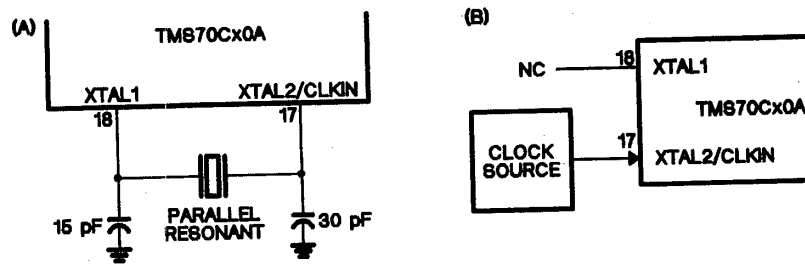 (A)
TMS70Cx0A
XTAL1
XTAL2/CLKIN
18
17
15 pF
PARALLEL
RESONANT
30 pF
(B)
NC
18
XTAL1
TMS70Cx0A
CLOCK
SOURCE
17
XTAL2/CLKIN